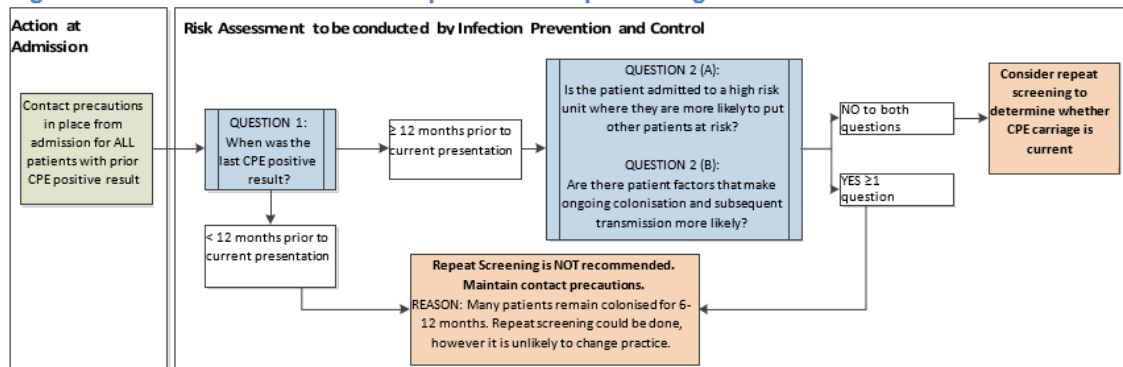 Action at
Admission
Risk Assessment to be conducted by Infection Prevention and Control
Contact precautions
in place from
admission for ALL
patients with prior
CPE positive result
QUESTION 1:
When was the
last CPE positive
result?
≥ 12 months prior to
current presentation
< 12 months prior to
current presentation
QUESTION 2 (A):
Is the patient admitted to a high risk
unit where they are more likely to put
other patients at risk?
QUESTION 2 (B):
Are there patient factors that make
ongoing colonisation and subsequent
transmission more likely?
NO to both
questions
YES ≥1
question
Consider repeat
screening to
determine whether
CPE carriage is
current
Repeat Screening is NOT recommended.
Maintain contact precautions.
REASON: Many patients remain colonised for 6-
12 months. Repeat screening could be done,
however it is unlikely to change practice.